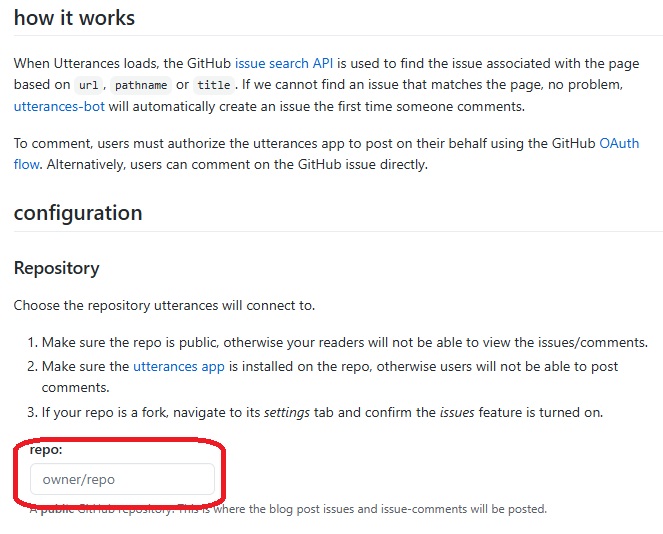 how it works
When Utterances loads, the GitHub issue search API is used to find the issue associated with the page
based on url, pathname or title. If we cannot find an issue that matches the page, no problem,
utterances-bot will automatically create an issue the first time someone comments.
To comment, users must authorize the utterances app to post on their behalf using the GitHub OAuth
flow. Alternatively, users can comment on the GitHub issue directly.
configuration
Repository
Choose the repository utterances will connect to.
1. Make sure the repo is public, otherwise your readers will not be able to view the issues/comments.
2. Make sure the utterances app is installed on the repo, otherwise users will not be able to post
comments.
3. If your repo is a fork, navigate to its settings tab and confirm the issues feature is turned on.
repo:
owner/repo
A public GitHub repository. This is where the blog post issues and issue-comments will be posted.